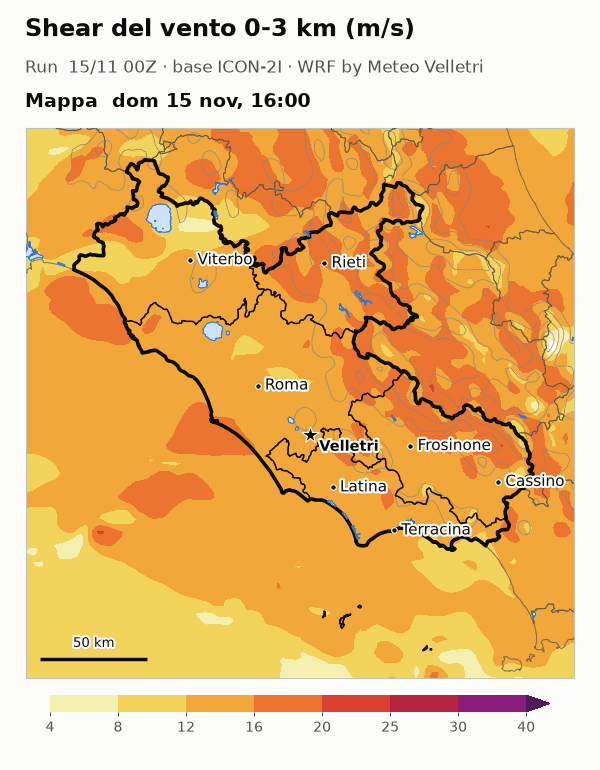 Shear del vento 0-3 km (m/s)
Run  15/11 00Z · base ICON-2I · WRF by Meteo Velletri
Mappa  dom 15 nov, 16:00
Viterbo
Rieti
Roma
Velletri
Frosinone
Latina
Cassino
Terracina
50 km
4 8 12 16 20 25 30 40